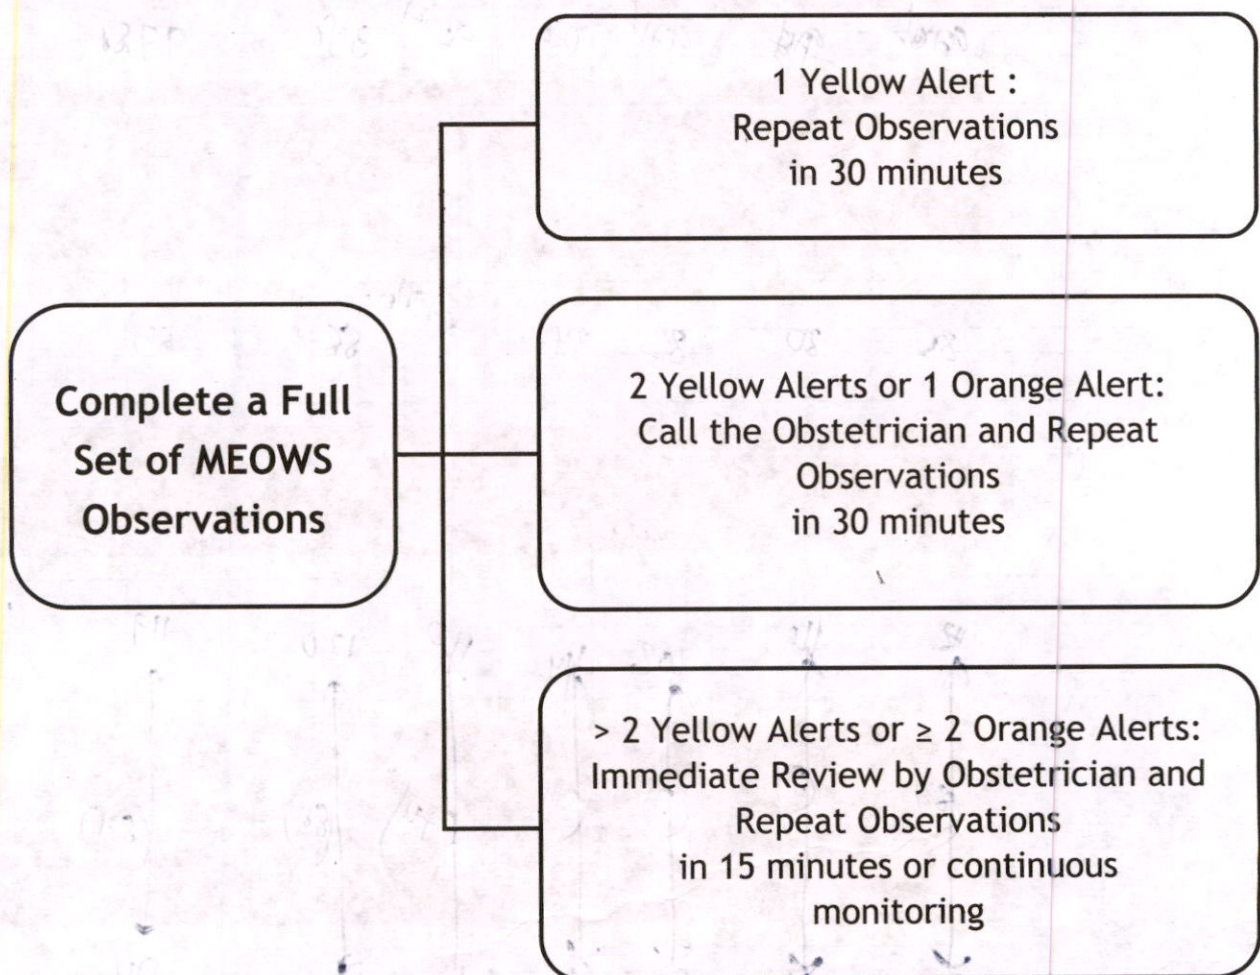 1 Yellow Alert :
Repeat Observations
in 30 minutes
Complete a Full
Set of MEOWS
Observations
2 Yellow Alerts or 1 Orange Alert:
Call the Obstetrician and Repeat
Observations
in 30 minutes
> 2 Yellow Alerts or ≥ 2 Orange Alerts:
Immediate Review by Obstetrician and
Repeat Observations
in 15 minutes or continuous
monitoring